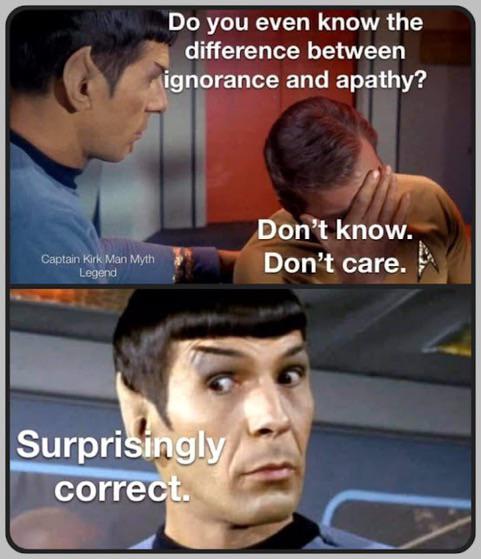 Do you even know the
difference between
ignorance and apathy?
Don't know.
Don't care.
Captain Kirk Man Myth
Legend
Surprisingly
correct.